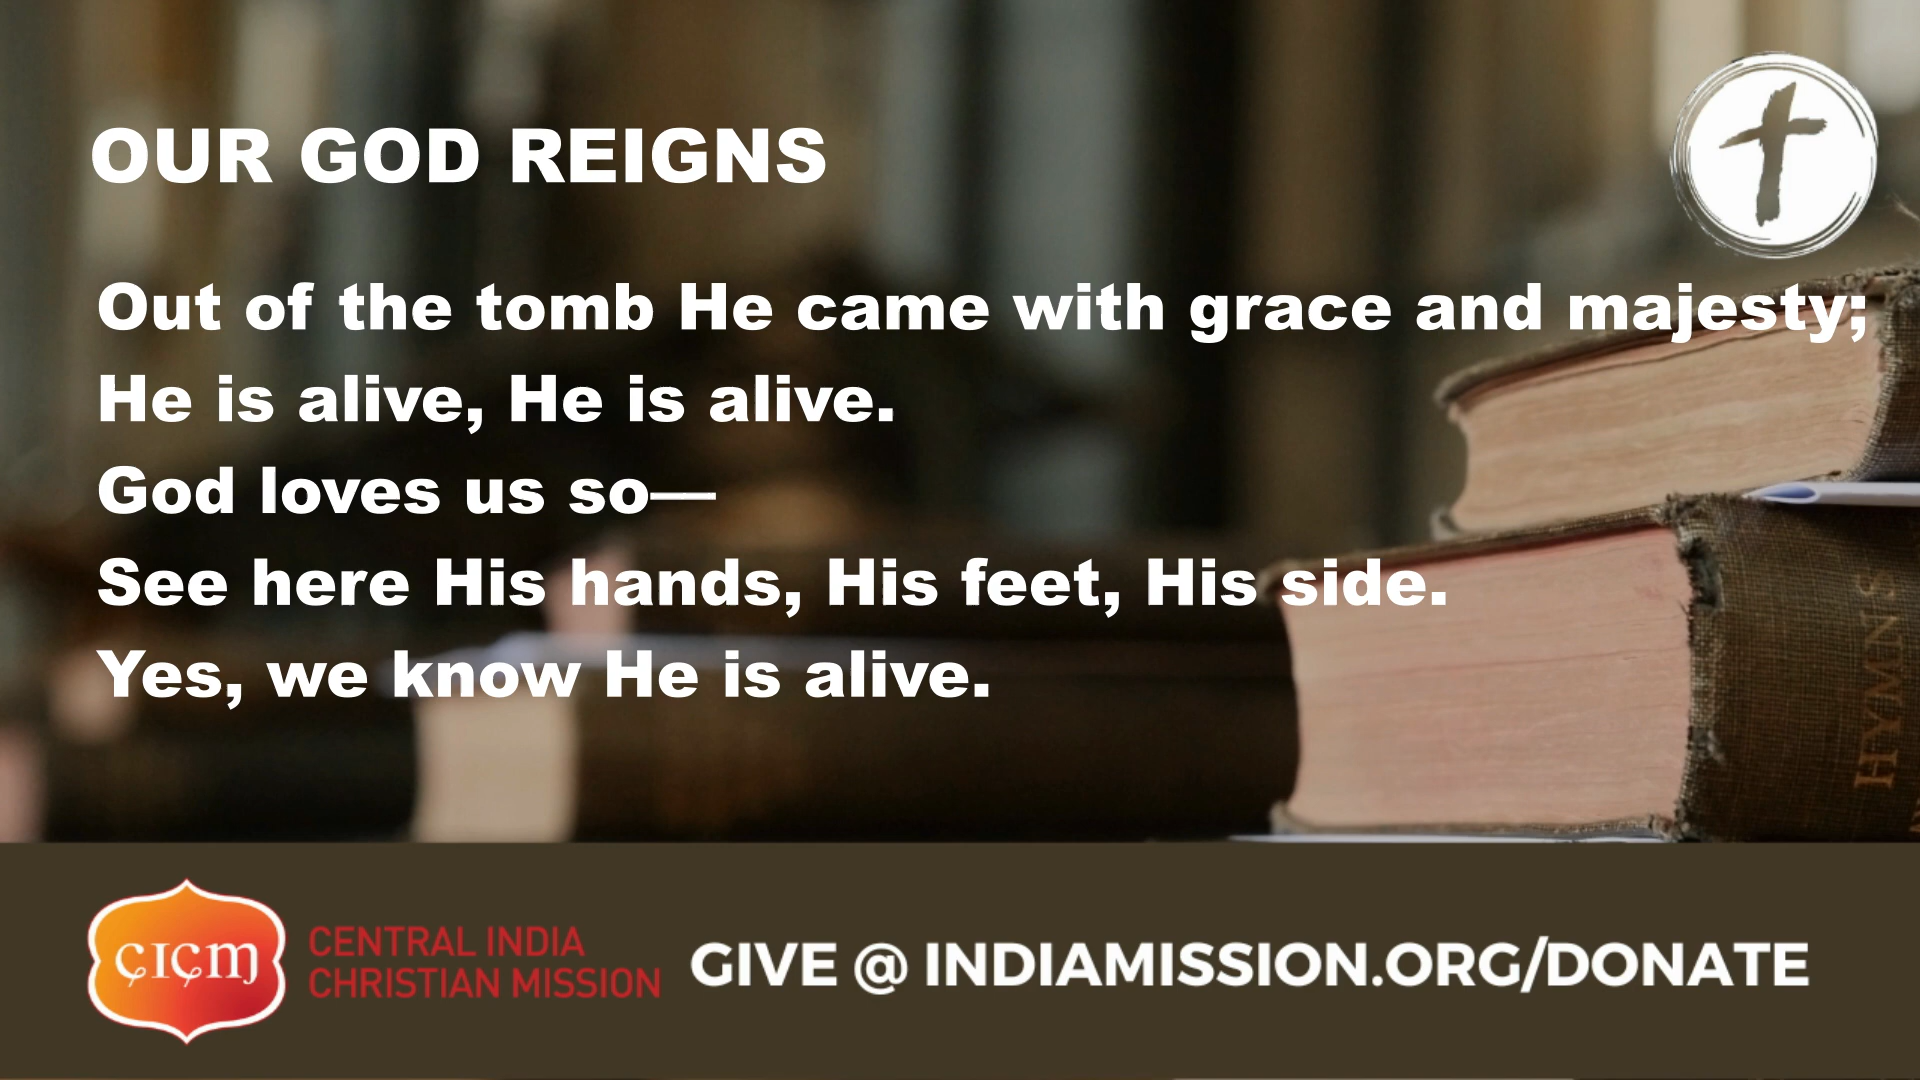 OUR GOD REIGNS
Out of the tomb He came with grace and majesty;
He is alive, He is alive.
God loves us so—
See here His hands, His feet, His side.
Yes, we know He is alive.
HYMNS
CICM
CENTRAL INDIA
CHRISTIAN MISSION
GIVE @ INDIAMISSION.ORG/DONATE